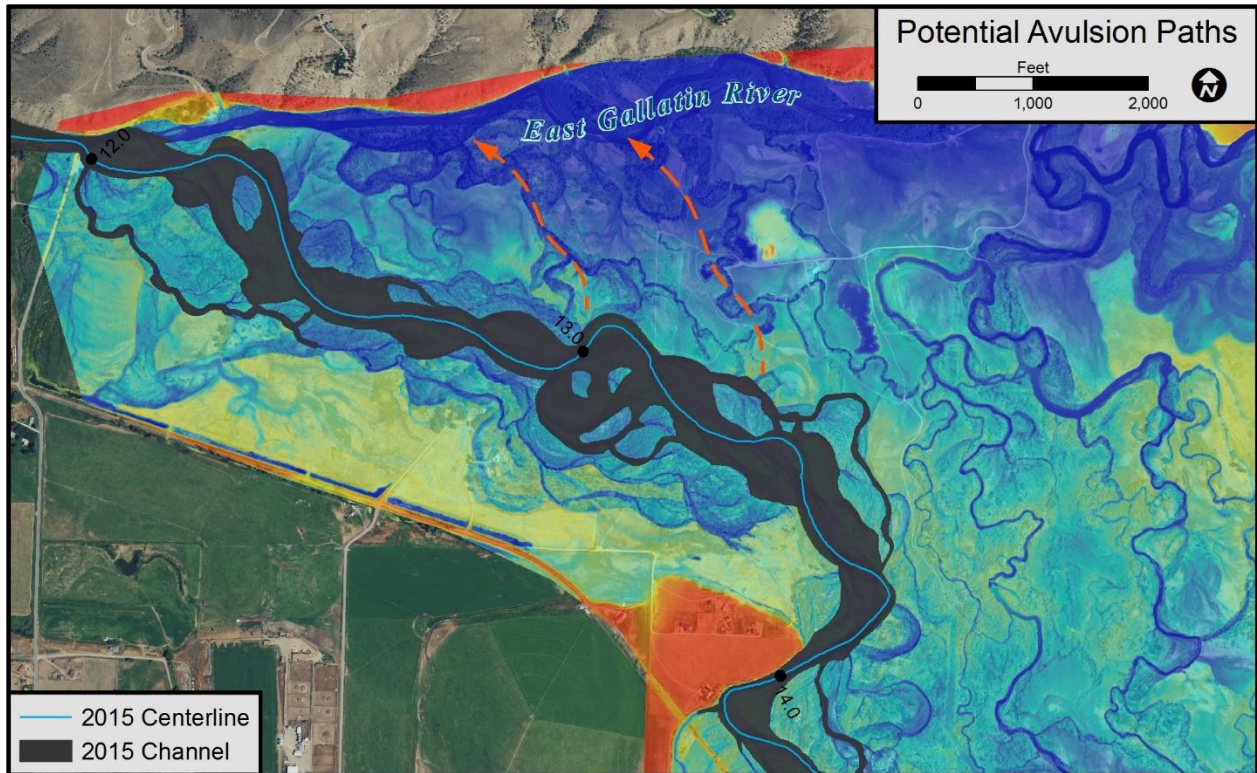 Potential Avulsion Paths
Feet
0 1,000 2,000
N
East Gallatin River
12.0
13.0
14.0
2015 Centerline
2015 Channel